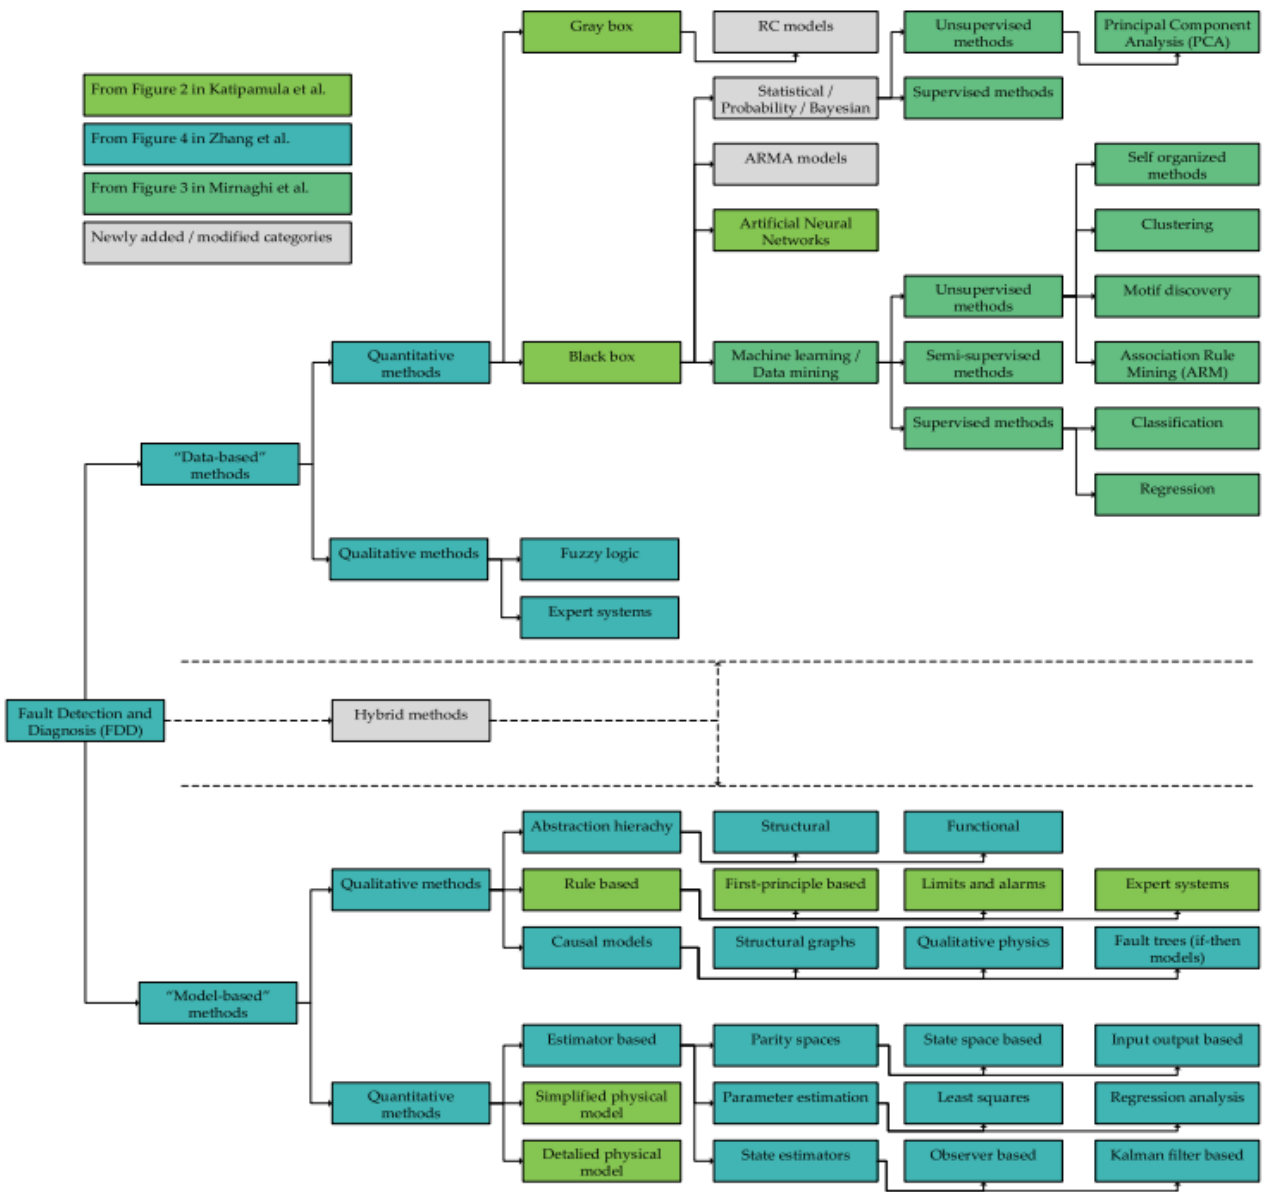 Gray box
RC models
Unsupervised
methods
Principal Component
Analysis (PCA)
From Figure 2 in Katipamula et al.
Statistical /
Probability / Bayesian
Supervised methods
From Figure 4 in Zhang et al.
ARMA models
Self organized
methods
From Figure 3 in Mirnaghi et al.
Newly added / modified categories
Artificial Neural
Networks
Clustering
Unsupervised
methods
Motif discovery
Quantitative
methods
Black box
Machine learning /
Data mining
Semi-supervised
methods
Association Rule
Mining (ARM)
Supervised methods
Classification
"Data-based"
methods
Regression
Qualitative methods
Fuzzy logic
Expert systems
Fault Detection and
Diagnosis (FDD)
Hybrid methods
Abstraction hierachy
Structural
Functional
Qualitative methods
Rule based
First-principle based
Limits and alarms
Expert systems
Causal models
Structural graphs
Qualitative physics
Fault trees (if-then
models)
"Model-based"
methods
Estimator based
Parity spaces
State space based
Input output based
Quantitative
methods
Simplified physical
model
Parameter estimation
Least squares
Regression analysis
Detalied physical
model
State estimators
Observer based
Kalman filter based